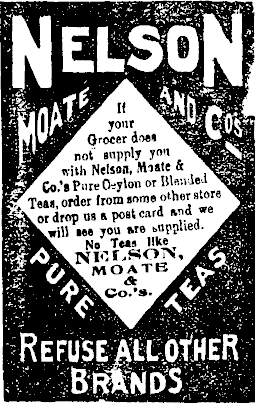 NELSON
MOATE AND CO'S
If
your
Grocer does
not supply you
with Nelson, Moate &
Co.'s Pure Ceylon or Blended
Teas, order from some other store
or drop us a post card and we
will see you are supplied.
No Teas like
NELSON,
MOATE
&
Co.'s.
PURE TEAS
REFUSE ALL OTHER
BRANDS